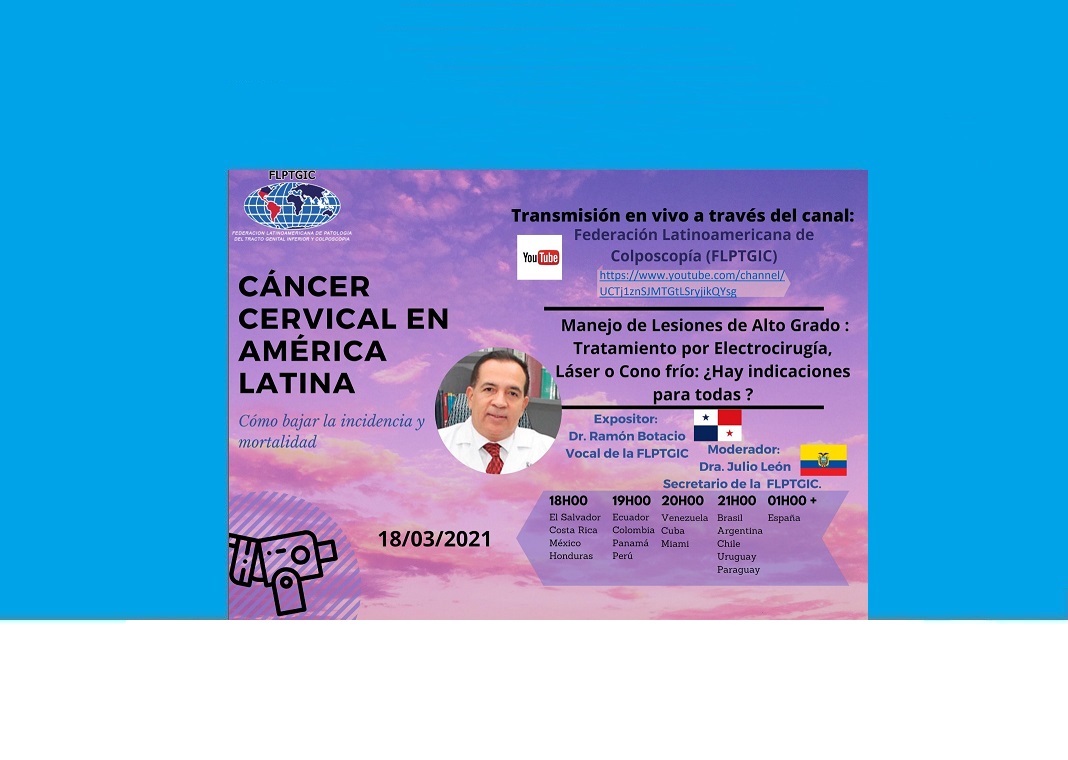 FLPTGIC
FEDERACIÓN LATINOAMERICANA DE PATOLOGÍA
DEL TRACTO GENITAL INFERIOR Y COLPOSCOPIA
CÁNCER
CERVICAL EN
AMÉRICA
LATINA
Cómo bajar la incidencia y
mortalidad
18/03/2021
Transmisión en vivo a través del canal:
Federación Latinoamericana de
Colposcopía (FLPTGIC)
YouTube
https://www.youtube.com/channel/
UCTj1znSJMTGtLSryjikQYsg
Manejo de Lesiones de Alto Grado :
Tratamiento por Electrocirugía,
Láser o Cono frío: ¿Hay indicaciones
para todas ?
Expositor:
Dr. Ramón Botacio
Vocal de la FLPTGIC
Moderador:
Dra. Julio León
Secretario de la FLPTGIC.
18H00 19H00 20H00 21H00 01H00 +
El Salvador Ecuador Venezuela Brasil España
Costa Rica Colombia Cuba Argentina
México Panamá Miami Chile
Honduras Perú Uruguay
Paraguay